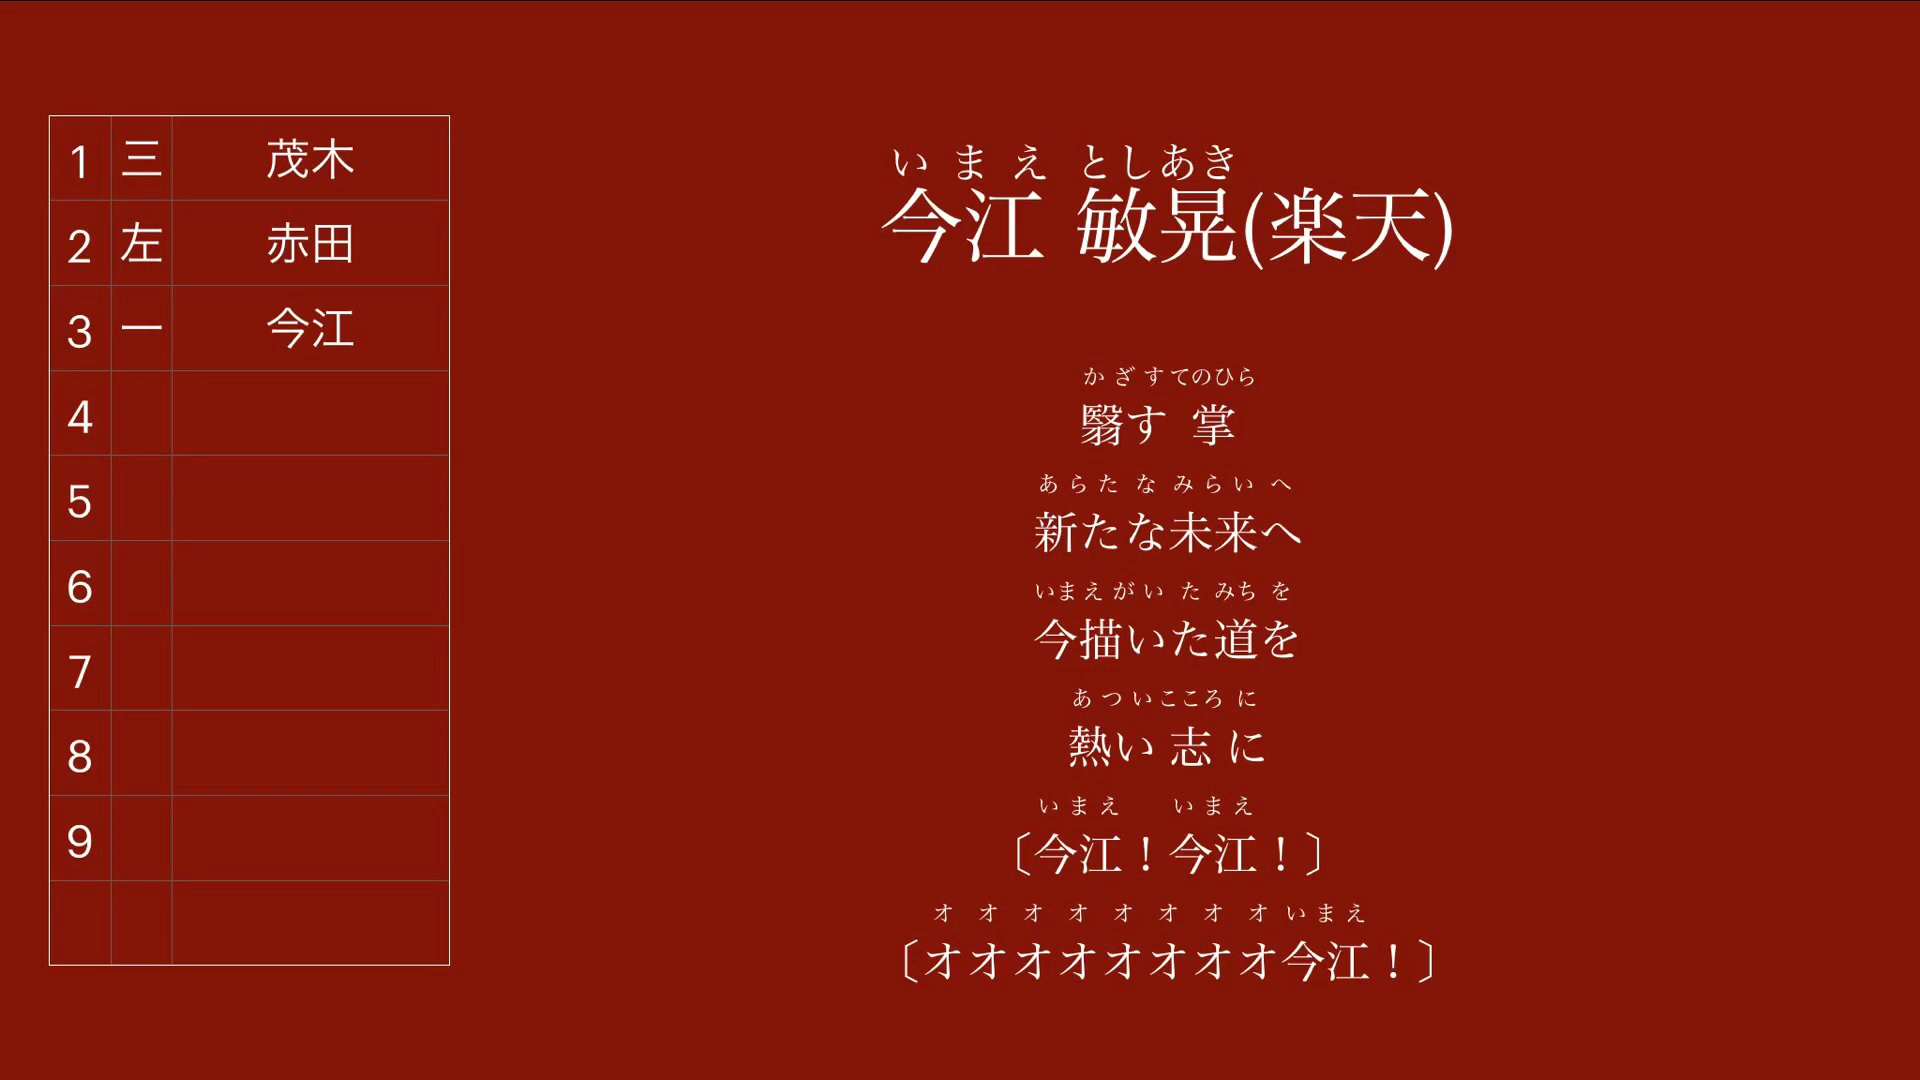 1 三 茂木
2 左 赤田
3 一 今江
4
5
6
7
8
9
いまえ としあき
今江 敏晃(楽天)
かざすてのひら
翳す 掌
あらたなみらいへ
新たな未来へ
いまえがいたみちを
今描いた道を
あついこころに
熱い 志 に
いまえ いまえ
〔今江！今江！〕
オオオオオオオオいまえ
〔オオオオオオオオ今江！〕